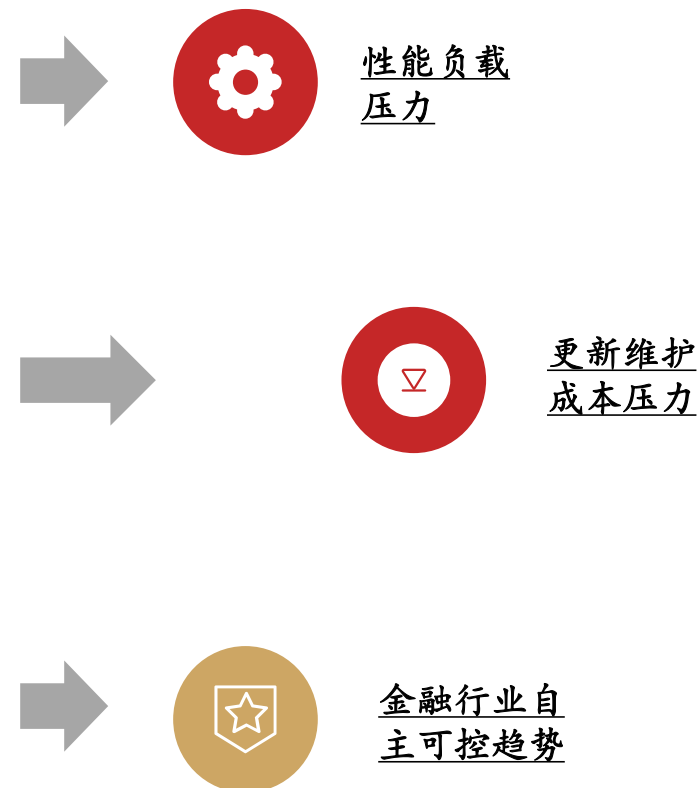 性能负载
压力
更新维护
成本压力
金融行业自
主可控趋势